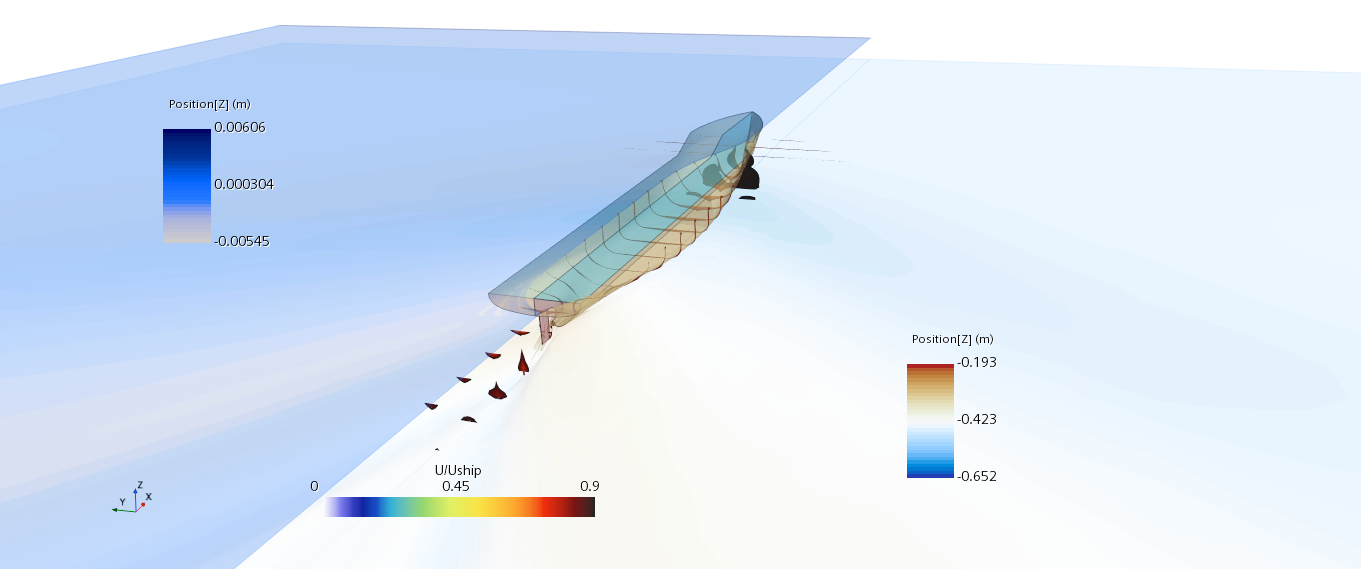 Position[Z] (m)
0.00606
0.000304
-0.00545
Position[Z] (m)
-0.193
-0.423
-0.652
U/Uship
0 0.45 0.9
Z
Y X